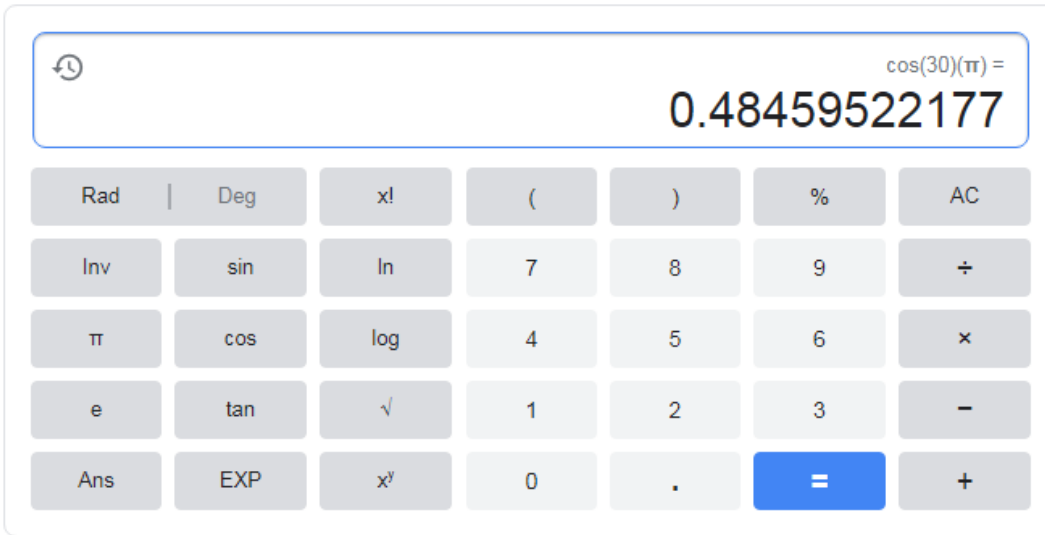 cos(30)(π) =
0.48459522177
Rad | Deg x! ( ) % AC
Inv sin ln 7 8 9 ÷
π cos log 4 5 6 ×
e tan √ 1 2 3 −
Ans EXP xʸ 0 . = +